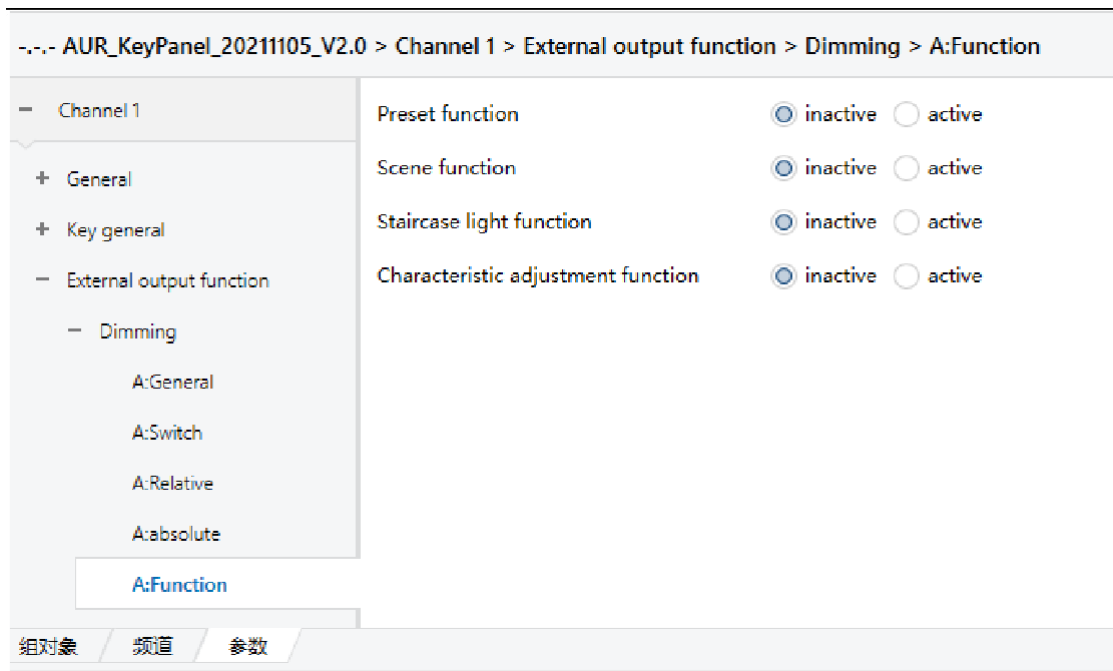 -.-.- AUR_KeyPanel_20211105_V2.0 > Channel 1 > External output function > Dimming > A:Function
Channel 1
General
Key general
External output function
Dimming
A:General
A:Switch
A:Relative
A:absolute
A:Function
Preset function inactive active
Scene function inactive active
Staircase light function inactive active
Characteristic adjustment function inactive active
组对象 频道 参数